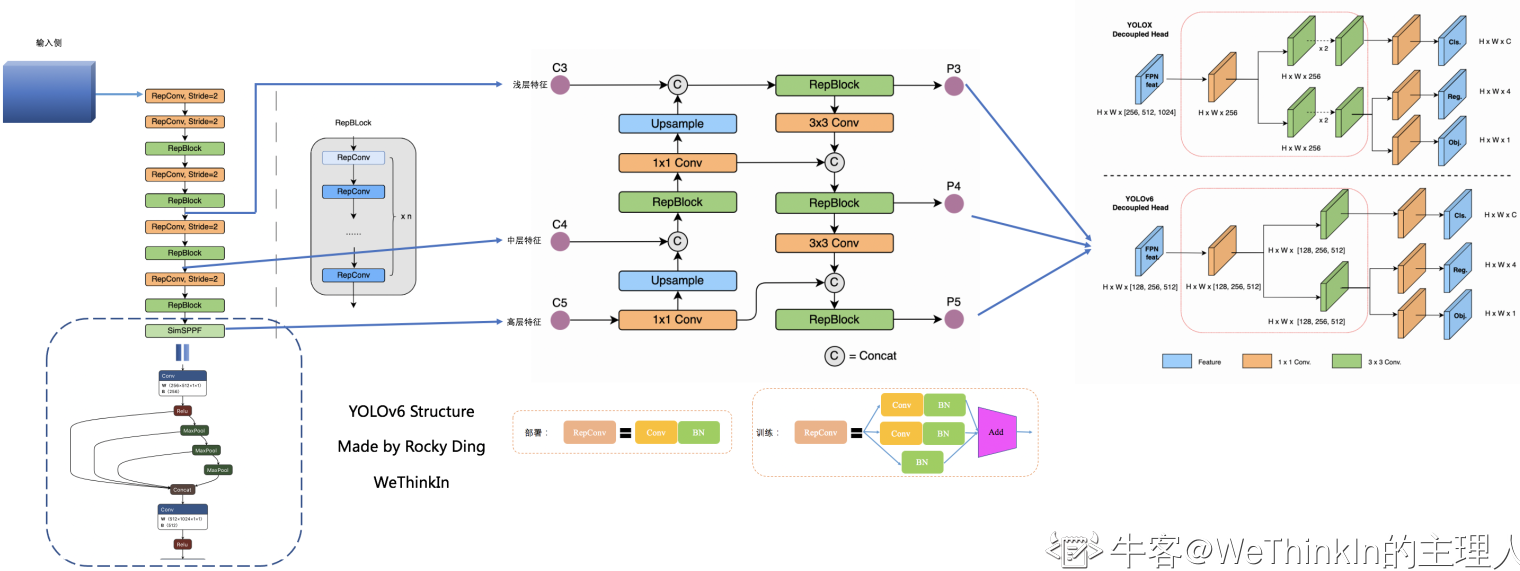 输入侧
RepConv, Stride=2
RepConv, Stride=2
RepBlock
RepConv, Stride=2
RepBlock
RepConv, Stride=2
RepBlock
RepConv, Stride=2
RepBlock
SimSPPF
Conv
W ⟨256×512×1×1⟩
B ⟨256⟩
Relu
MaxPool
MaxPool
MaxPool
Concat
Conv
W ⟨512×1024×1×1⟩
B ⟨512⟩
Relu
RepBLock
RepConv
RepConv
......
RepConv
x n
YOLOv6 Structure
Made by Rocky Ding
WeThinkIn
浅层特征
C3
中层特征
C4
高层特征
C5
C
Upsample
1x1 Conv
RepBlock
C
Upsample
1x1 Conv
RepBlock
3x3 Conv
C
RepBlock
3x3 Conv
C
RepBlock
P3
P4
P5
C = Concat
部署：
RepConv = Conv BN
训练：
RepConv =
Conv BN
Conv BN
BN
Add
YOLOX
Decoupled Head
FPN
feat
H x W x [256, 512, 1024]
H x W x 256
x 2
H x W x 256
x 2
H x W x 256
Cls.
H x W x C
Reg.
H x W x 4
Obj.
H x W x 1
YOLOv6
Decoupled Head
FPN
feat
H x W x [128, 256, 512]
H x W x [128, 256, 512]
H x W x [128, 256, 512]
H x W x [128, 256, 512]
Cls.
H x W x C
Reg.
H x W x 4
Obj.
H x W x 1
Feature
1 x 1 Conv.
3 x 3 Conv.
牛客@WeThinkIn的主理人